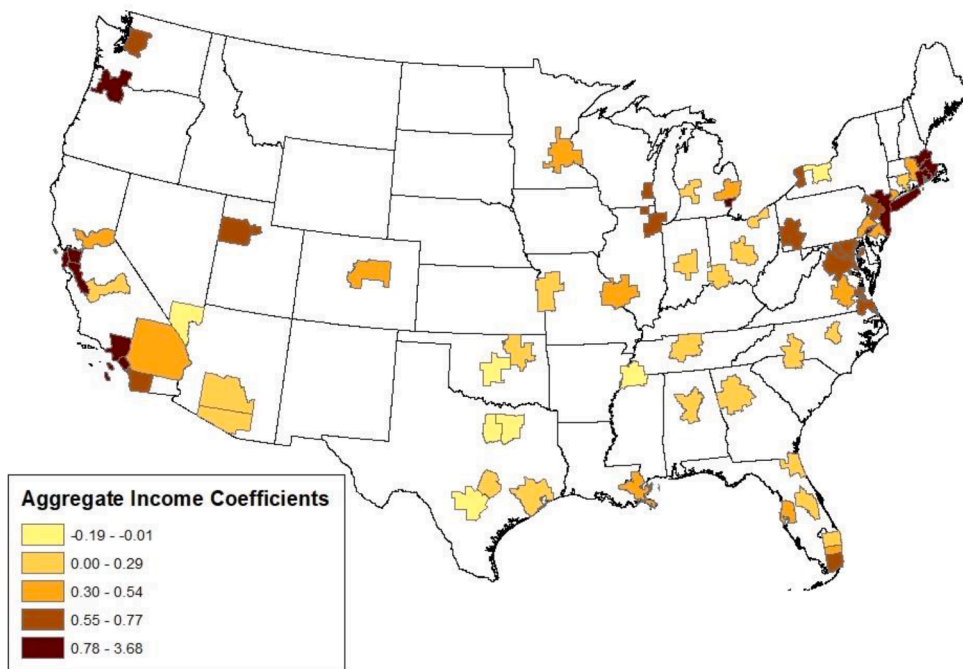 Aggregate Income Coefficients
-0.19 - -0.01
0.00 - 0.29
0.30 - 0.54
0.55 - 0.77
0.78 - 3.68